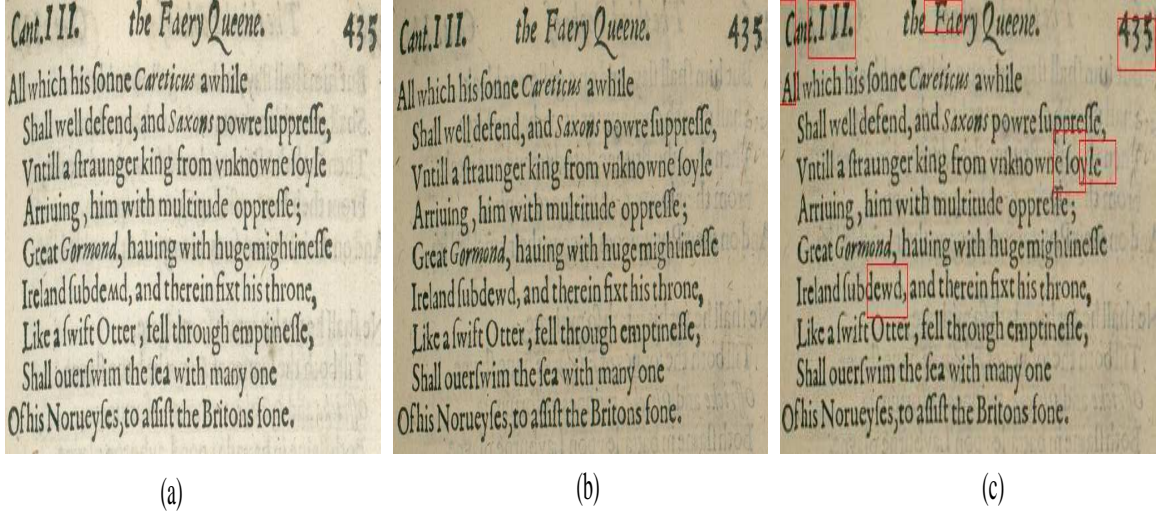 Cant.III. the Faery Queene. 435
All which his ſonne Careticus awhile
Shall well defend, and Saxons powre ſuppreſſe,
Vntill a ſtraunger king from vnknowne ſoyle
Arriuing, him with multitude oppreſſe;
Great Gormond, hauing with huge mightineſſe
Ireland ſubdewd, and therein fixt his throne,
Like a ſwift Otter, fell through emptineſſe,
Shall ouerſwim the ſea with many one
Of his Norueyſes, to aſſiſt the Britons fone.
(a)
Cant.III. the Faery Queene. 435
All which his ſonne Careticus awhile
Shall well defend, and Saxons powre ſuppreſſe,
Vntill a ſtraunger king from vnknowne ſoyle
Arriuing, him with multitude oppreſſe;
Great Gormond, hauing with huge mightineſſe
Ireland ſubdewd, and therein fixt his throne,
Like a ſwift Otter, fell through emptineſſe,
Shall ouerſwim the ſea with many one
Of his Norueyſes, to aſſiſt the Britons fone.
(b)
Cant.III. the Faery Queene. 435
All which his ſonne Careticus awhile
Shall well defend, and Saxons powre ſuppreſſe,
Vntill a ſtraunger king from vnknowne ſoyle
Arriuing, him with multitude oppreſſe;
Great Gormond, hauing with huge mightineſſe
Ireland ſubdewd, and therein fixt his throne,
Like a ſwift Otter, fell through emptineſſe,
Shall ouerſwim the ſea with many one
Of his Norueyſes, to aſſiſt the Britons fone.
(c)